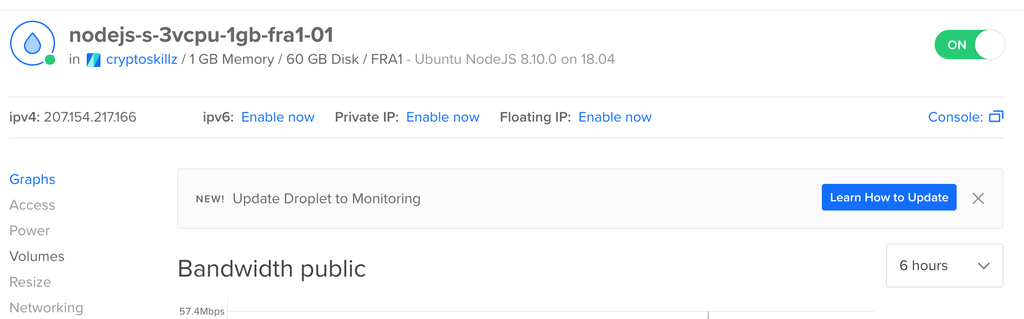 nodejs-s-3vcpu-1gb-fra1-01
in cryptoskillz / 1 GB Memory / 60 GB Disk / FRA1 - Ubuntu NodeJS 8.10.0 on 18.04
ON
ipv4: 207.154.217.166 ipv6: Enable now Private IP: Enable now Floating IP: Enable now Console:
Graphs
Access
Power
Volumes
Resize
Networking
NEW! Update Droplet to Monitoring Learn How to Update
Bandwidth public 6 hours
57.4Mbps